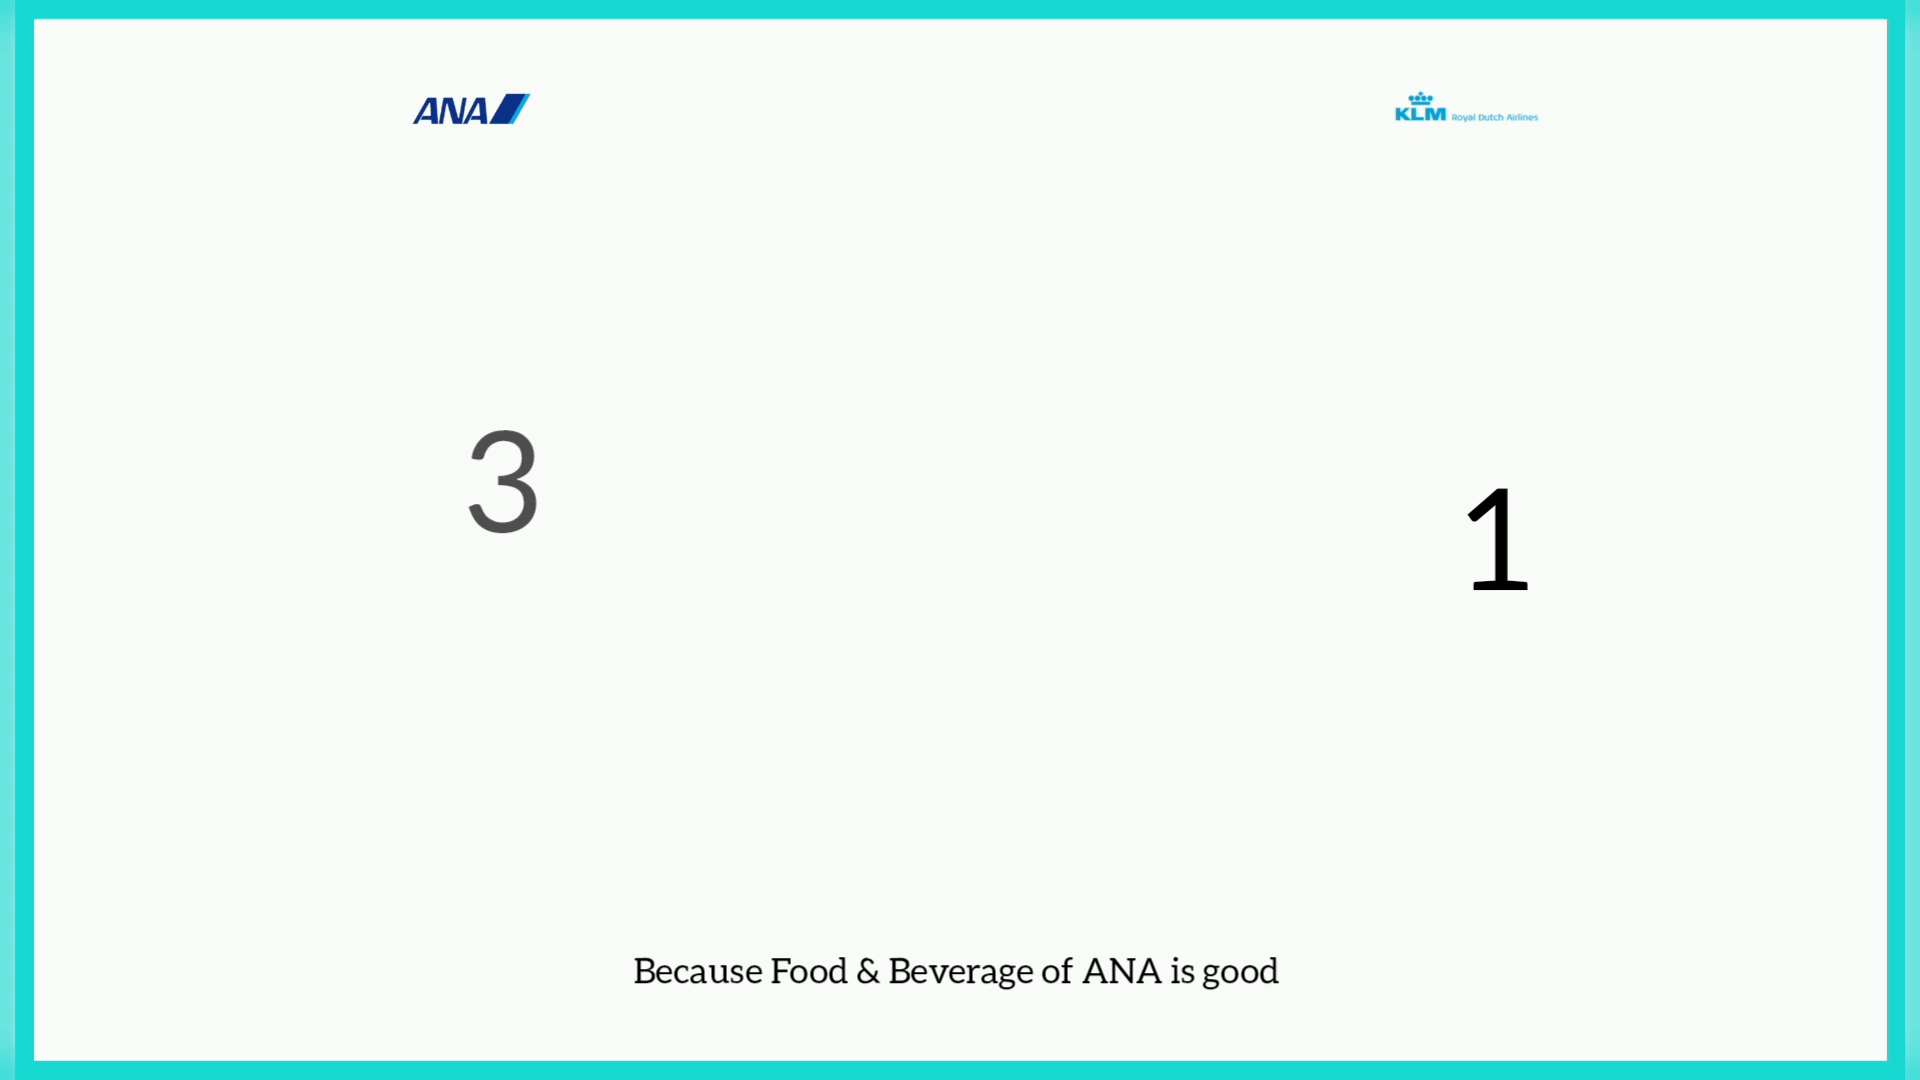 ANA
KLM Royal Dutch Airlines
3
1
Because Food & Beverage of ANA is good